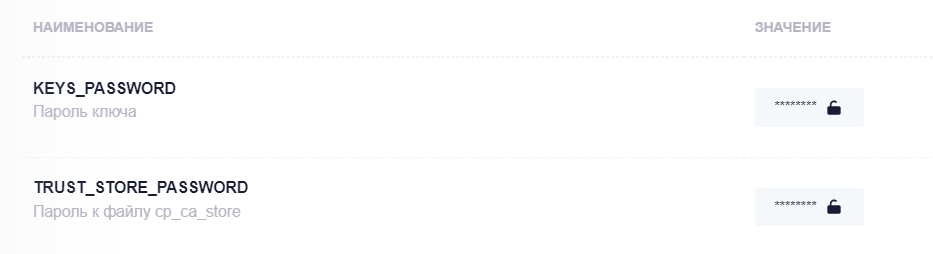 НАИМЕНОВАНИЕ ЗНАЧЕНИЕ
KEYS_PASSWORD
Пароль ключа
********
TRUST_STORE_PASSWORD
Пароль к файлу cp_ca_store
********